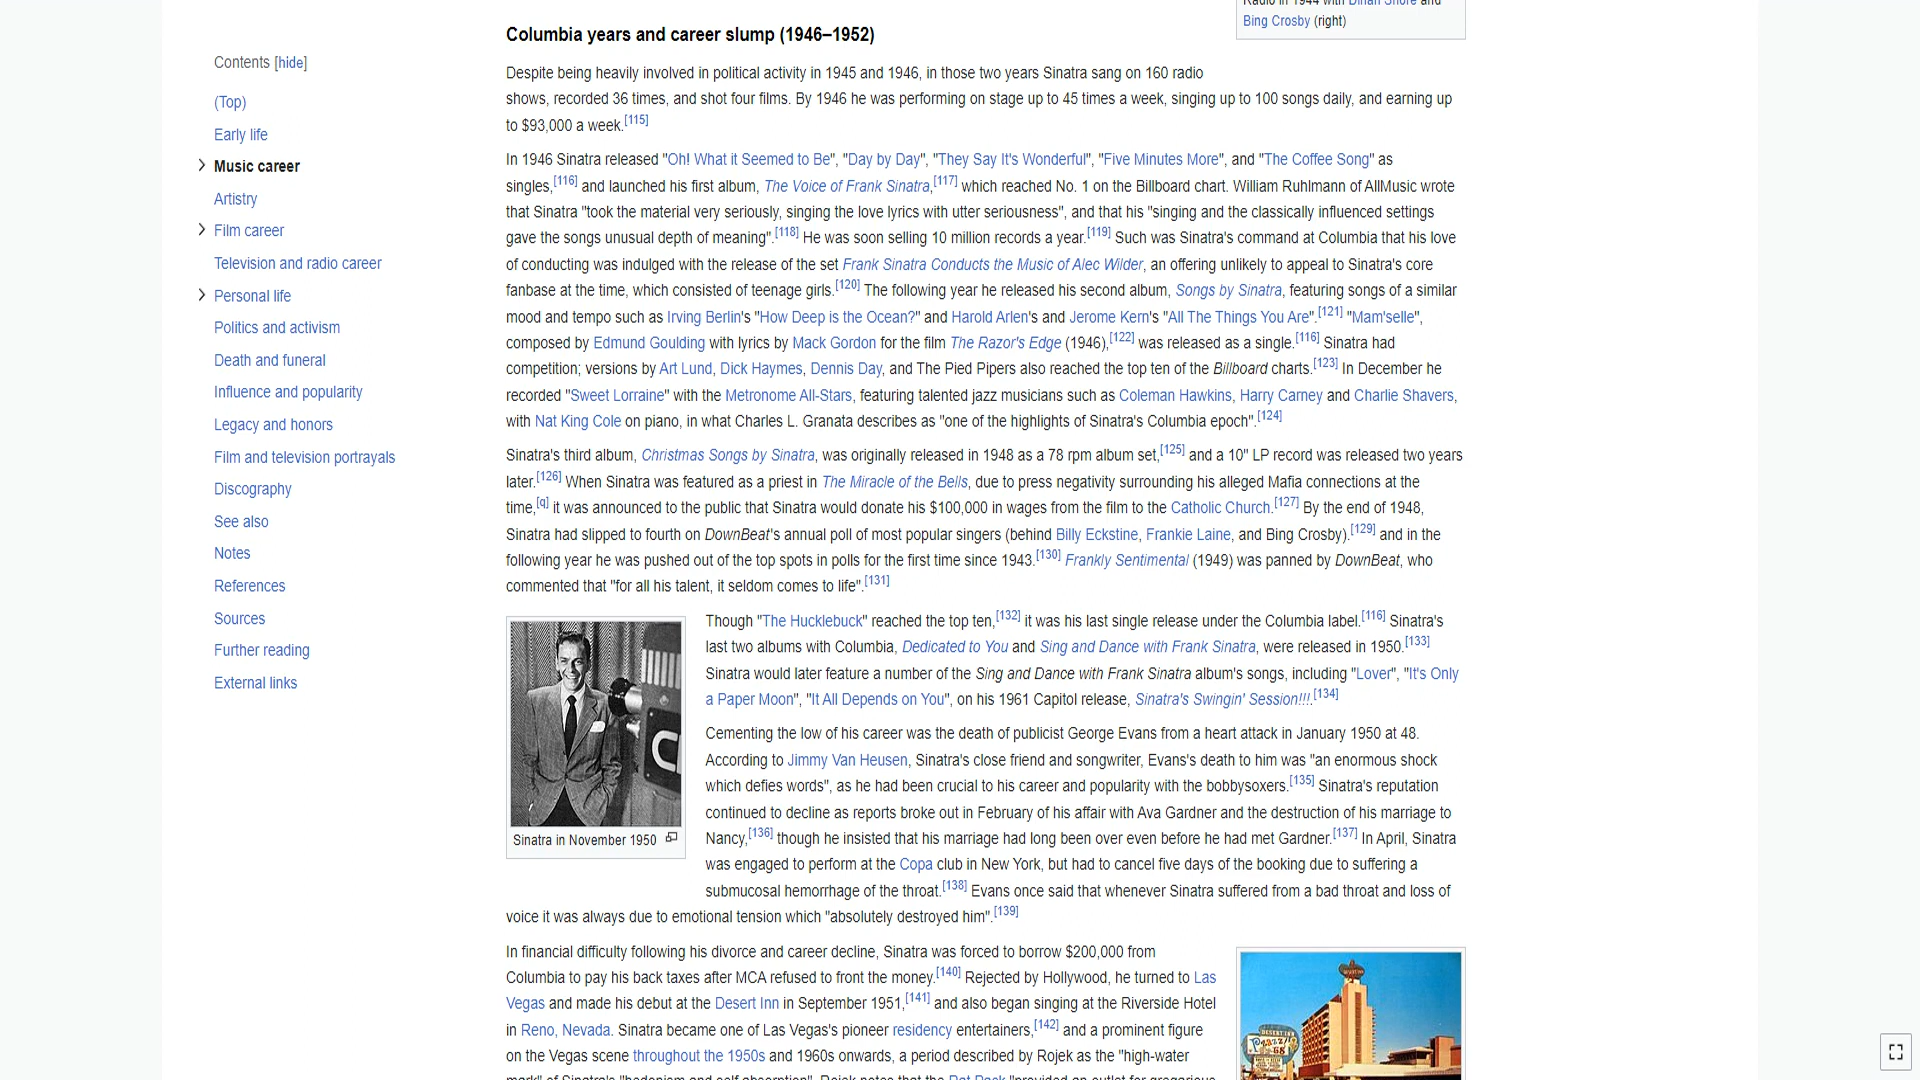 Radio in 1944 with Dinah Shore and
Bing Crosby (right)
Columbia years and career slump (1946–1952)
Contents [hide]
(Top)
Early life
Music career
Artistry
Film career
Television and radio career
Personal life
Politics and activism
Death and funeral
Influence and popularity
Legacy and honors
Film and television portrayals
Discography
See also
Notes
References
Sources
Further reading
External links
Despite being heavily involved in political activity in 1945 and 1946, in those two years Sinatra sang on 160 radio
shows, recorded 36 times, and shot four films. By 1946 he was performing on stage up to 45 times a week, singing up to 100 songs daily, and earning up
to $93,000 a week.[115]
In 1946 Sinatra released "Oh! What it Seemed to Be", "Day by Day", "They Say It's Wonderful", "Five Minutes More", and "The Coffee Song" as
singles,[116] and launched his first album, The Voice of Frank Sinatra,[117] which reached No. 1 on the Billboard chart. William Ruhlmann of AllMusic wrote
that Sinatra "took the material very seriously, singing the love lyrics with utter seriousness", and that his "singing and the classically influenced settings
gave the songs unusual depth of meaning".[118] He was soon selling 10 million records a year.[119] Such was Sinatra's command at Columbia that his love
of conducting was indulged with the release of the set Frank Sinatra Conducts the Music of Alec Wilder, an offering unlikely to appeal to Sinatra's core
fanbase at the time, which consisted of teenage girls.[120] The following year he released his second album, Songs by Sinatra, featuring songs of a similar
mood and tempo such as Irving Berlin's "How Deep is the Ocean?" and Harold Arlen's and Jerome Kern's "All The Things You Are".[121] "Mam'selle",
composed by Edmund Goulding with lyrics by Mack Gordon for the film The Razor's Edge (1946),[122] was released as a single.[116] Sinatra had
competition; versions by Art Lund, Dick Haymes, Dennis Day, and The Pied Pipers also reached the top ten of the Billboard charts.[123] In December he
recorded "Sweet Lorraine" with the Metronome All-Stars, featuring talented jazz musicians such as Coleman Hawkins, Harry Carney and Charlie Shavers,
with Nat King Cole on piano, in what Charles L. Granata describes as "one of the highlights of Sinatra's Columbia epoch".[124]
Sinatra's third album, Christmas Songs by Sinatra, was originally released in 1948 as a 78 rpm album set,[125] and a 10" LP record was released two years
later.[126] When Sinatra was featured as a priest in The Miracle of the Bells, due to press negativity surrounding his alleged Mafia connections at the
time,[q] it was announced to the public that Sinatra would donate his $100,000 in wages from the film to the Catholic Church.[127] By the end of 1948,
Sinatra had slipped to fourth on DownBeat's annual poll of most popular singers (behind Billy Eckstine, Frankie Laine, and Bing Crosby).[129] and in the
following year he was pushed out of the top spots in polls for the first time since 1943.[130] Frankly Sentimental (1949) was panned by DownBeat, who
commented that "for all his talent, it seldom comes to life".[131]
Though "The Hucklebuck" reached the top ten,[132] it was his last single release under the Columbia label.[116] Sinatra's
last two albums with Columbia, Dedicated to You and Sing and Dance with Frank Sinatra, were released in 1950.[133]
Sinatra would later feature a number of the Sing and Dance with Frank Sinatra album's songs, including "Lover", "It's Only
a Paper Moon", "It All Depends on You", on his 1961 Capitol release, Sinatra's Swingin' Session!!!.[134]
Cementing the low of his career was the death of publicist George Evans from a heart attack in January 1950 at 48.
According to Jimmy Van Heusen, Sinatra's close friend and songwriter, Evans's death to him was "an enormous shock
which defies words", as he had been crucial to his career and popularity with the bobbysoxers.[135] Sinatra's reputation
continued to decline as reports broke out in February of his affair with Ava Gardner and the destruction of his marriage to
Nancy,[136] though he insisted that his marriage had long been over even before he had met Gardner.[137] In April, Sinatra
was engaged to perform at the Copa club in New York, but had to cancel five days of the booking due to suffering a
submucosal hemorrhage of the throat.[138] Evans once said that whenever Sinatra suffered from a bad throat and loss of
voice it was always due to emotional tension which "absolutely destroyed him".[139]
Sinatra in November 1950
In financial difficulty following his divorce and career decline, Sinatra was forced to borrow $200,000 from
Columbia to pay his back taxes after MCA refused to front the money.[140] Rejected by Hollywood, he turned to Las
Vegas and made his debut at the Desert Inn in September 1951,[141] and also began singing at the Riverside Hotel
in Reno, Nevada. Sinatra became one of Las Vegas's pioneer residency entertainers,[142] and a prominent figure
on the Vegas scene throughout the 1950s and 1960s onwards, a period described by Rojek as the "high-water
mark" of Sinatra's "hedonism and self absorption". Rojek notes that the Rat Pack "provided an outlet for gregarious
DESERT INN